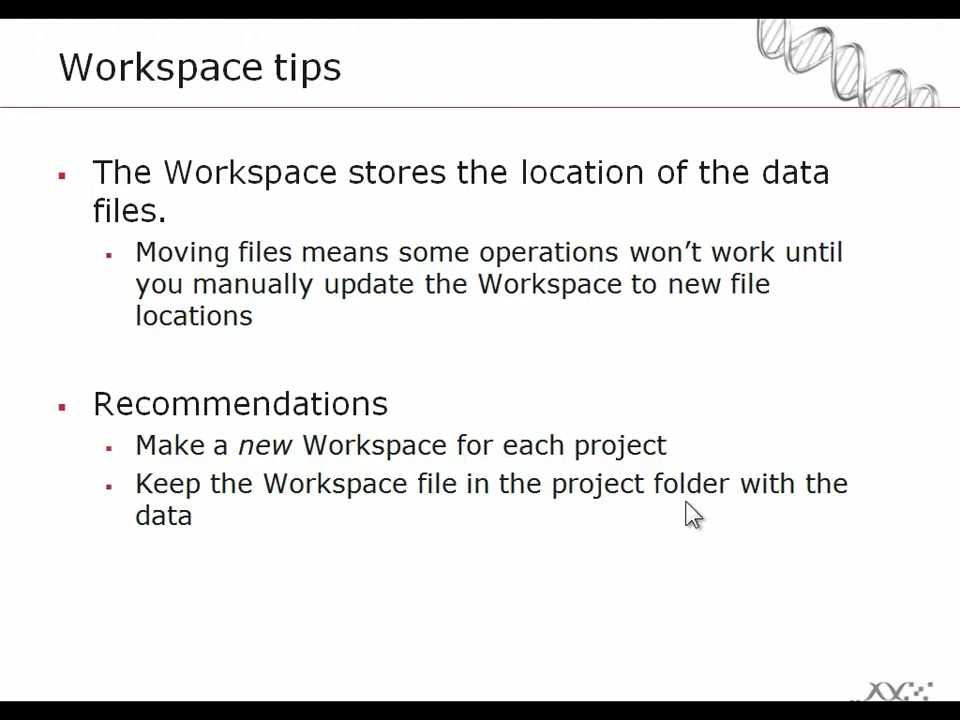 Workspace tips
The Workspace stores the location of the data
files.
Moving files means some operations won’t work until
you manually update the Workspace to new file
locations
Recommendations
Make a new Workspace for each project
Keep the Workspace file in the project folder with the
data